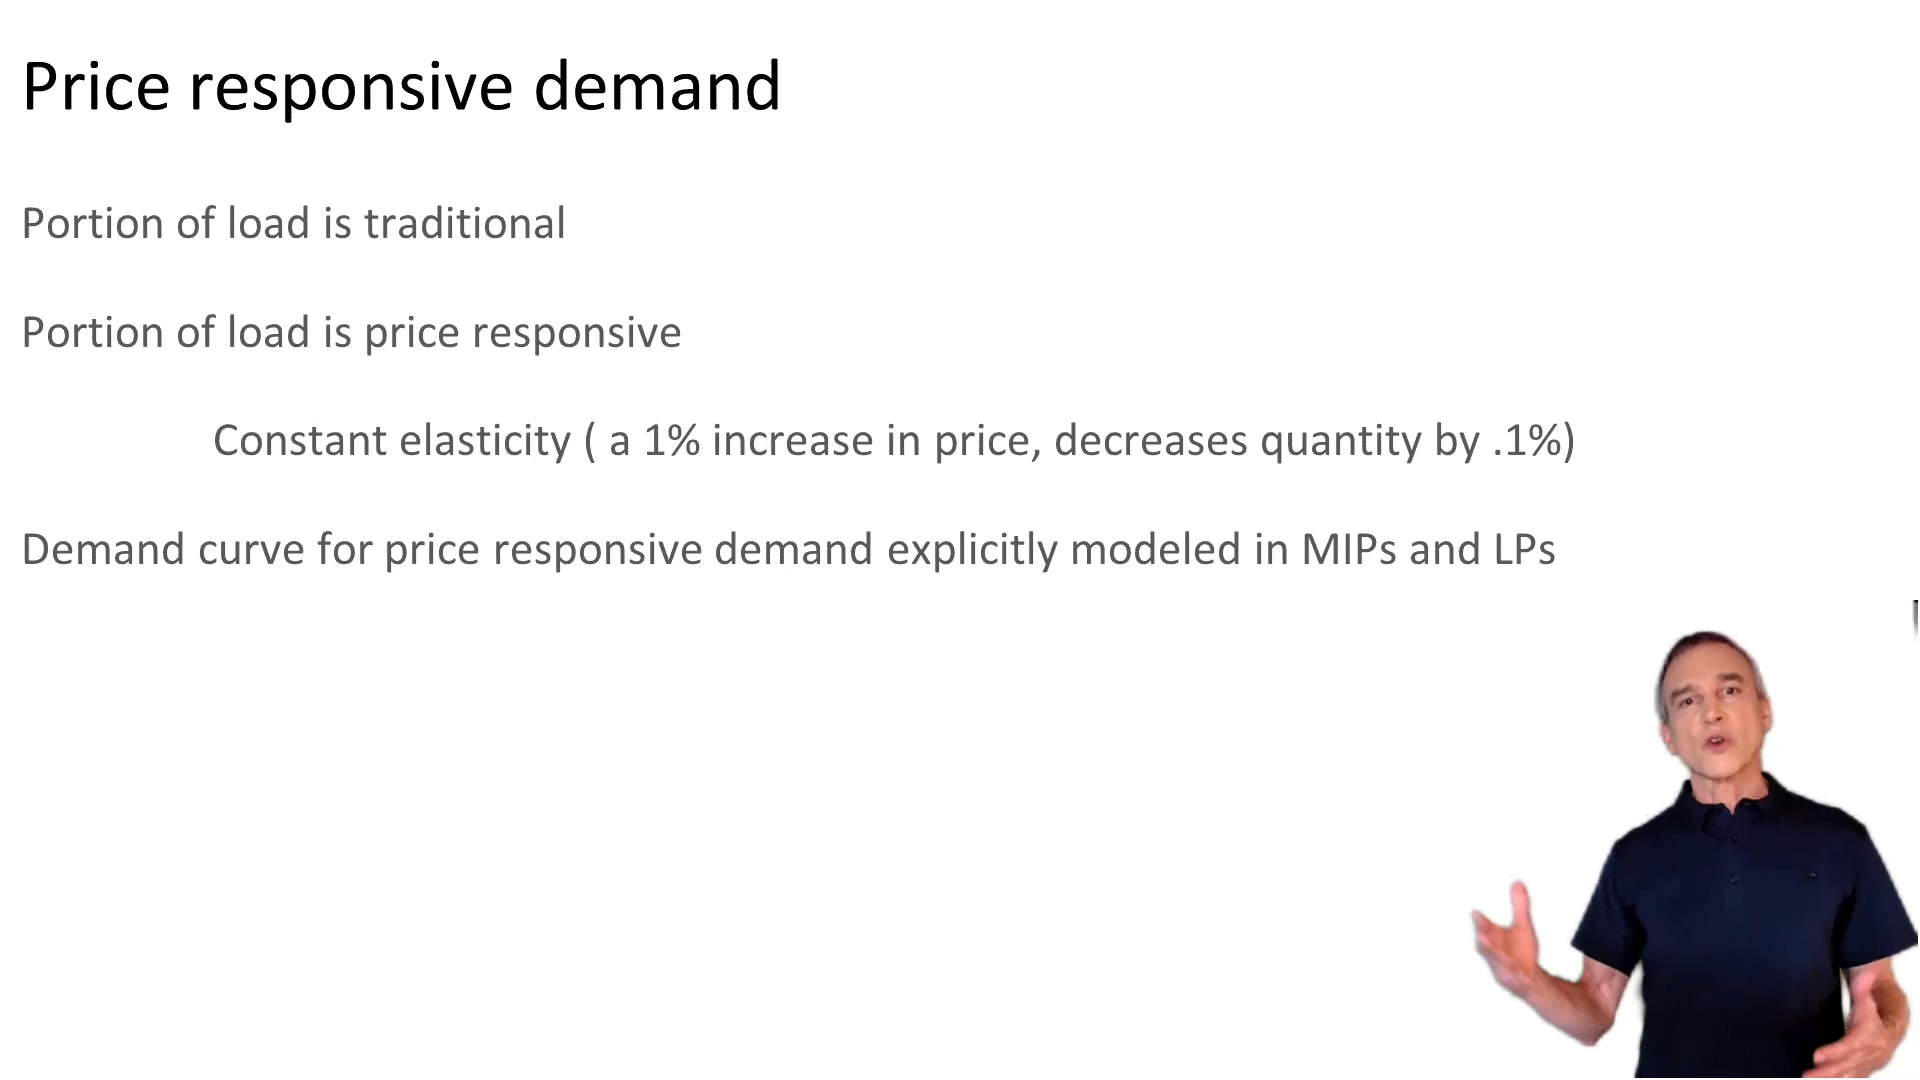 Price responsive demand
Portion of load is traditional
Portion of load is price responsive
Constant elasticity ( a 1% increase in price, decreases quantity by .1%)
Demand curve for price responsive demand explicitly modeled in MIPs and LPs